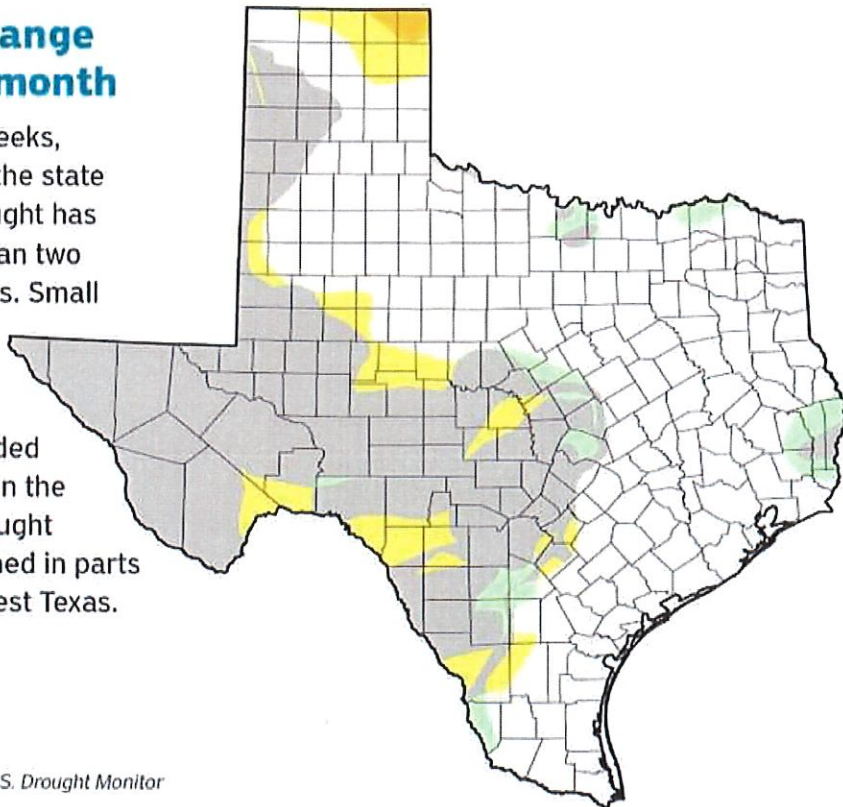 ange
month
eeks,
the state
ught has
an two
s. Small
ded
n the
ught
ned in parts
est Texas.
S. Drought Monitor